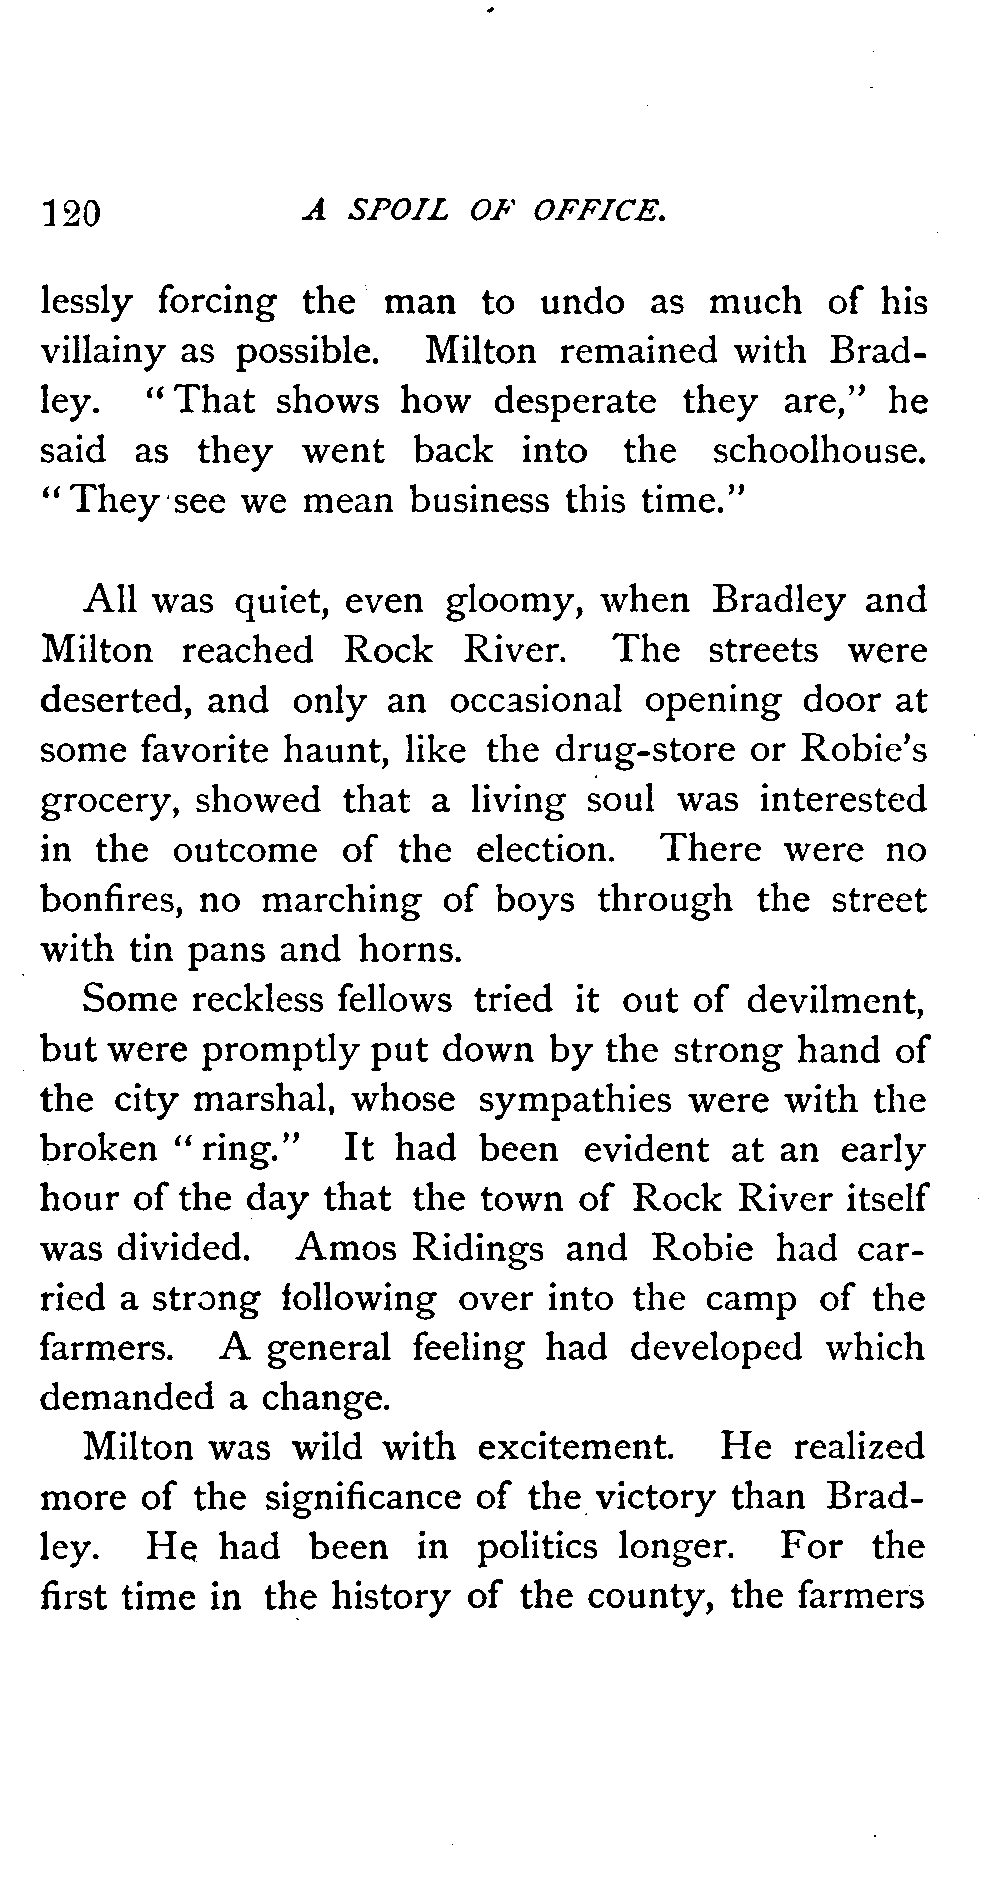 120 A SPOIL OF OFFICE.
lessly forcing the man to undo as much of his
villainy as possible. Milton remained with Brad-
ley. "That shows how desperate they are," he
said as they went back into the schoolhouse.
"They see we mean business this time."
All was quiet, even gloomy, when Bradley and
Milton reached Rock River. The streets were
deserted, and only an occasional opening door at
some favorite haunt, like the drug-store or Robie's
grocery, showed that a living soul was interested
in the outcome of the election. There were no
bonfires, no marching of boys through the street
with tin pans and horns.
Some reckless fellows tried it out of devilment,
but were promptly put down by the strong hand of
the city marshal, whose sympathies were with the
broken "ring." It had been evident at an early
hour of the day that the town of Rock River itself
was divided. Amos Ridings and Robie had car-
ried a strong following over into the camp of the
farmers. A general feeling had developed which
demanded a change.
Milton was wild with excitement. He realized
more of the significance of the victory than Brad-
ley. He had been in politics longer. For the
first time in the history of the county, the farmers